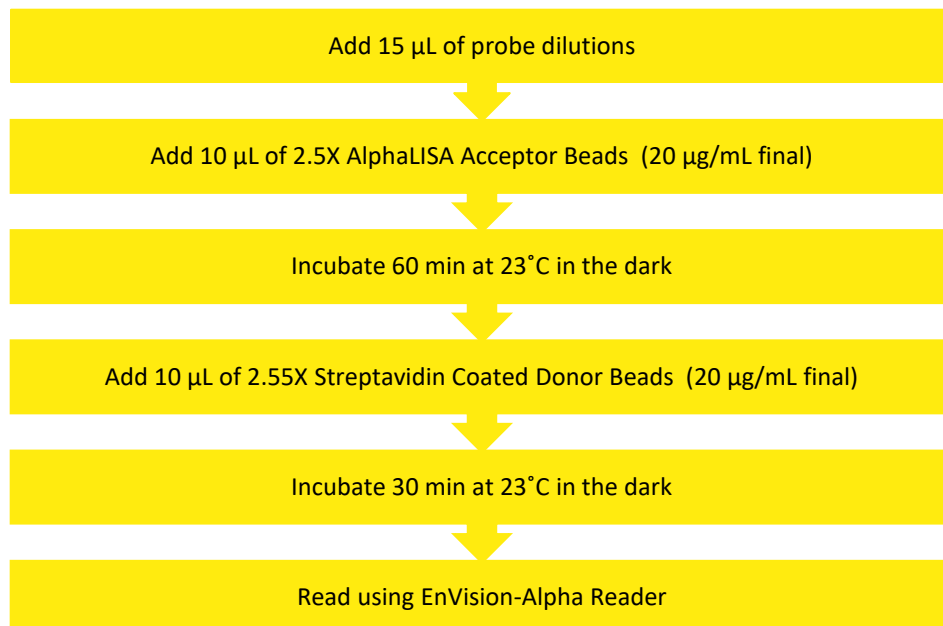 Add 15 µL of probe dilutions
Add 10 µL of 2.5X AlphaLISA Acceptor Beads  (20 µg/mL final)
Incubate 60 min at 23˚C in the dark
Add 10 µL of 2.55X Streptavidin Coated Donor Beads  (20 µg/mL final)
Incubate 30 min at 23˚C in the dark
Read using EnVision-Alpha Reader